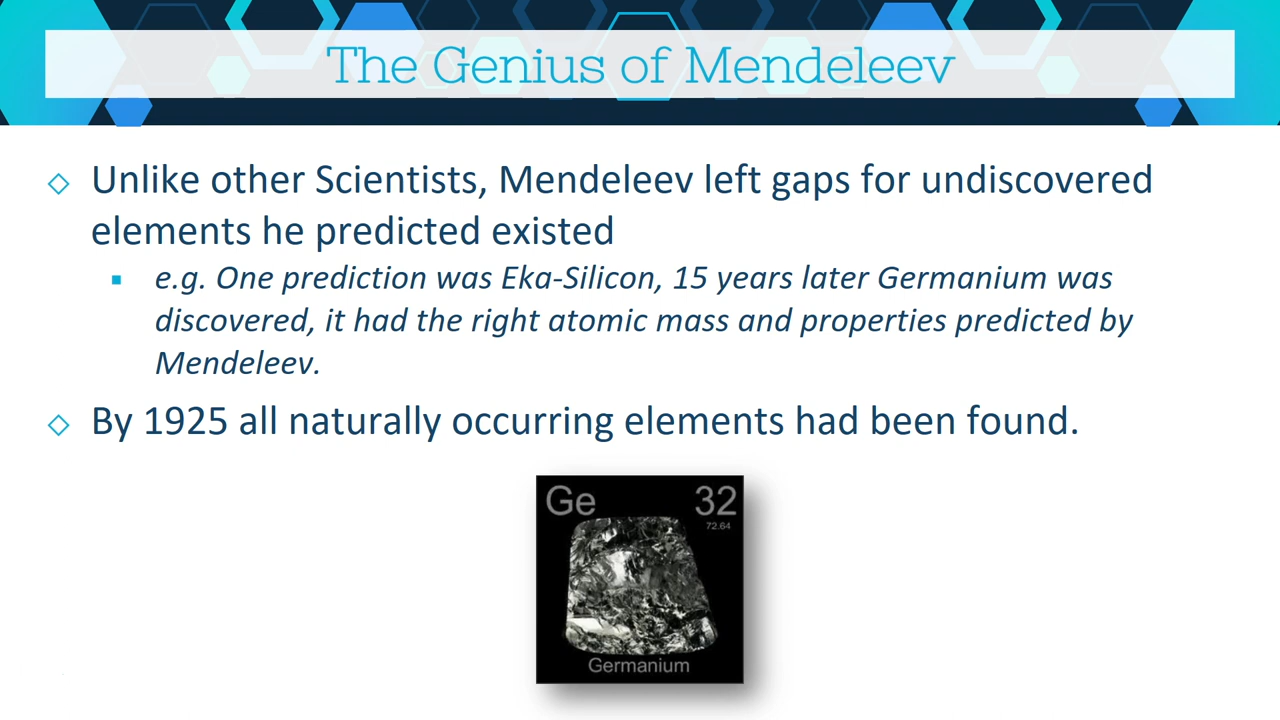 The Genius of Mendeleev
Unlike other Scientists, Mendeleev left gaps for undiscovered
elements he predicted existed
e.g. One prediction was Eka-Silicon, 15 years later Germanium was
discovered, it had the right atomic mass and properties predicted by
Mendeleev.
By 1925 all naturally occurring elements had been found.
Ge 32
72.64
Germanium